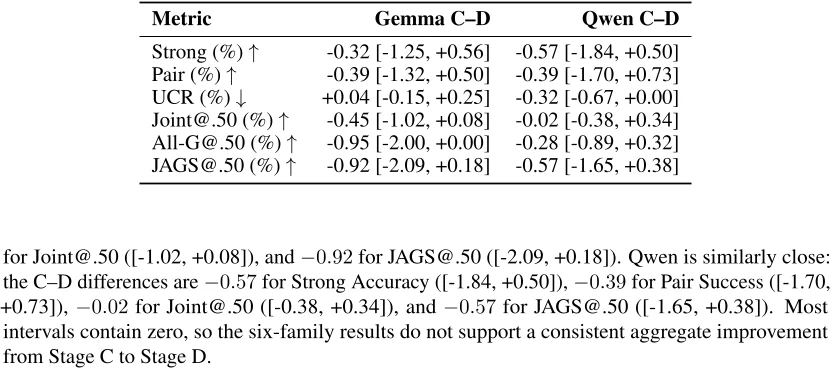 Metric Gemma C–D Qwen C–D
Strong (%) ↑ -0.32 [-1.25, +0.56] -0.57 [-1.84, +0.50]
Pair (%) ↑ -0.39 [-1.32, +0.50] -0.39 [-1.70, +0.73]
UCR (%) ↓ +0.04 [-0.15, +0.25] -0.32 [-0.67, +0.00]
Joint@.50 (%) ↑ -0.45 [-1.02, +0.08] -0.02 [-0.38, +0.34]
All-G@.50 (%) ↑ -0.95 [-2.00, +0.00] -0.28 [-0.89, +0.32]
JAGS@.50 (%) ↑ -0.92 [-2.09, +0.18] -0.57 [-1.65, +0.38]
for Joint@.50 ([-1.02, +0.08]), and −0.92 for JAGS@.50 ([-2.09, +0.18]). Qwen is similarly close:
the C–D differences are −0.57 for Strong Accuracy ([-1.84, +0.50]), −0.39 for Pair Success ([-1.70,
+0.73]), −0.02 for Joint@.50 ([-0.38, +0.34]), and −0.57 for JAGS@.50 ([-1.65, +0.38]). Most
intervals contain zero, so the six-family results do not support a consistent aggregate improvement
from Stage C to Stage D.